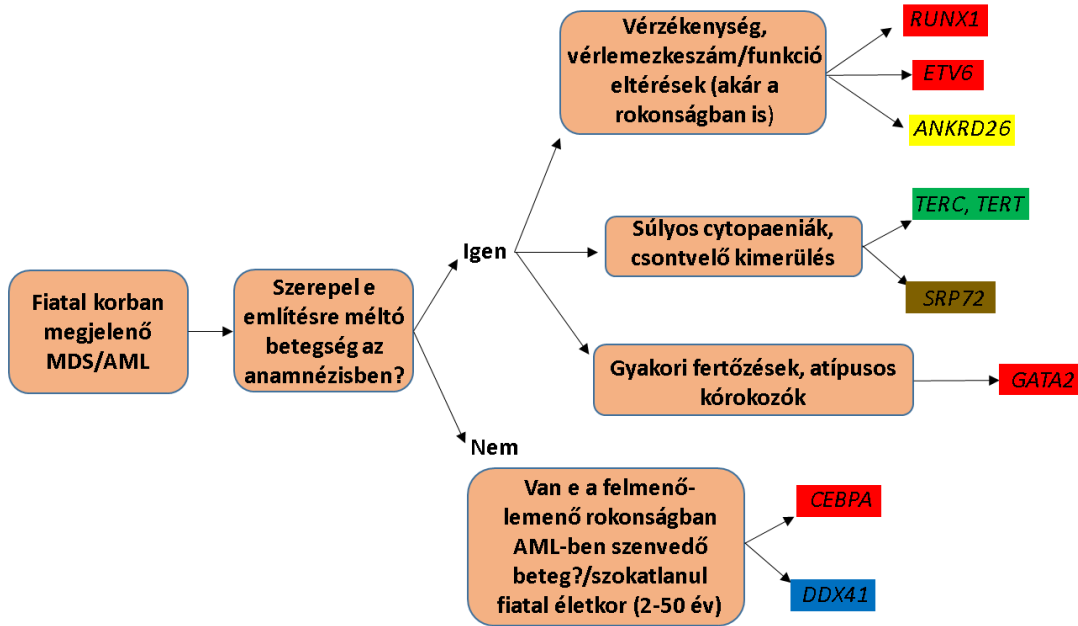 Fiatal korban
megjelenő
MDS/AML
Szerepel e
említésre méltó
betegség az
anamnézisben?
Igen
Vérzékenység,
vérlemezkeszám/funkció
eltérések (akár a
rokonságban is)
RUNX1
ETV6
ANKRD26
Súlyos cytopaeniák,
csontvelő kimerülés
TERC, TERT
SRP72
Gyakori fertőzések, atípusos
kórokozók
GATA2
Nem
Van e a felmenő-
lemenő rokonságban
AML-ben szenvedő
beteg?/szokatlanul
fiatal életkor (2-50 év)
CEBPA
DDX41